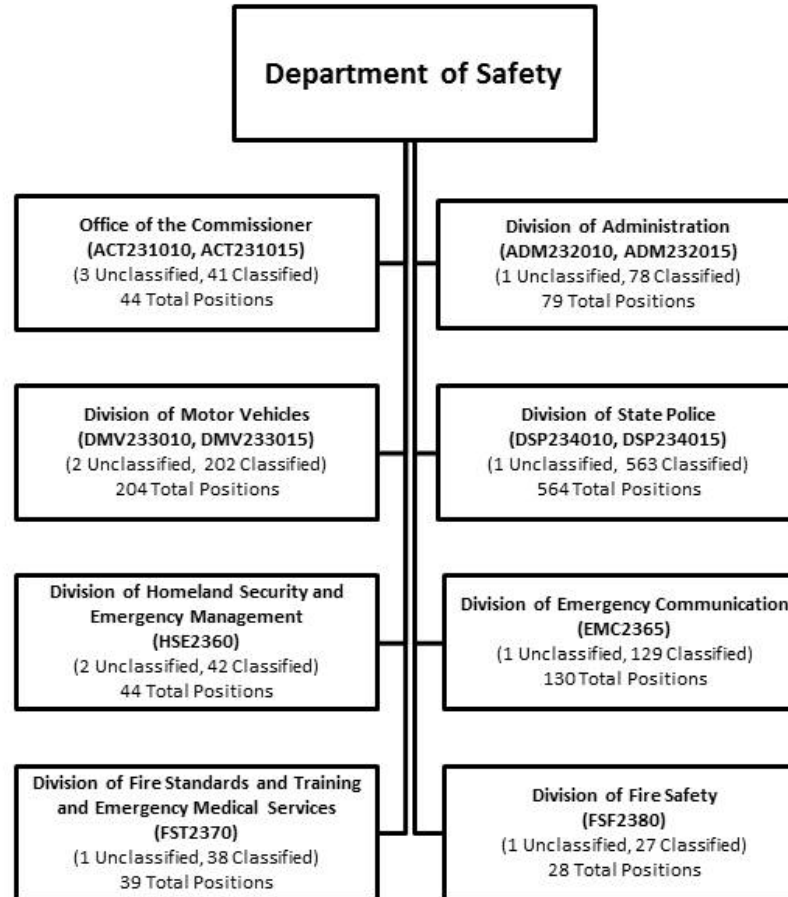 Department of Safety
Office of the Commissioner
(ACT231010, ACT231015)
(3 Unclassified, 41 Classified)
44 Total Positions
Division of Administration
(ADM232010, ADM232015)
(1 Unclassified, 78 Classified)
79 Total Positions
Division of Motor Vehicles
(DMV233010, DMV233015)
(2 Unclassified, 202 Classified)
204 Total Positions
Division of State Police
(DSP234010, DSP234015)
(1 Unclassified, 563 Classified)
564 Total Positions
Division of Homeland Security and
Emergency Management
(HSE2360)
(2 Unclassified, 42 Classified)
44 Total Positions
Division of Emergency Communication
(EMC2365)
(1 Unclassified, 129 Classified)
130 Total Positions
Division of Fire Standards and Training
and Emergency Medical Services
(FST2370)
(1 Unclassified, 38 Classified)
39 Total Positions
Division of Fire Safety
(FSF2380)
(1 Unclassified, 27 Classified)
28 Total Positions